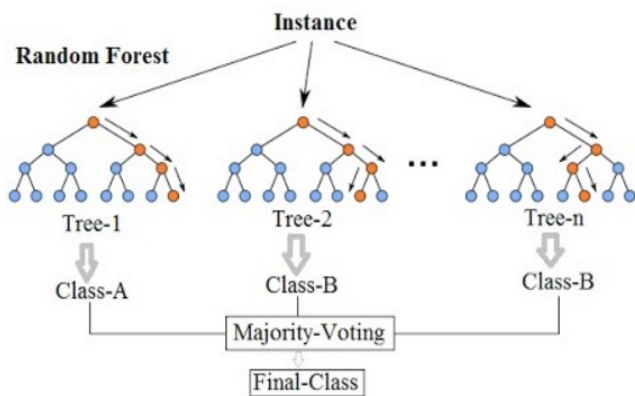 Instance
Random Forest
...
Tree-1 Tree-2 Tree-n
Class-A Class-B Class-B
Majority-Voting
Final-Class